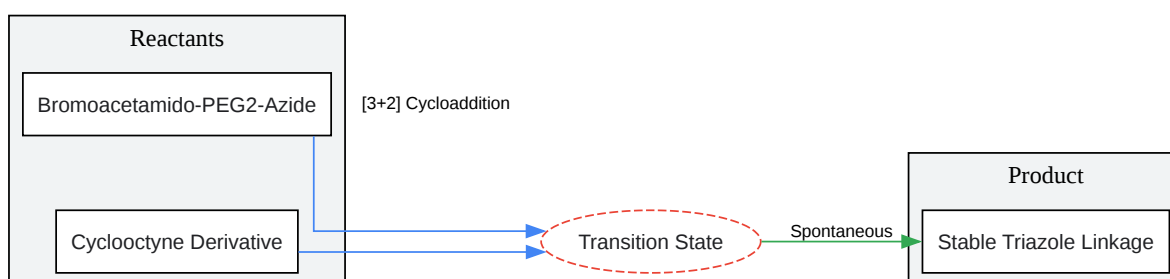 Reactants
Bromoacetamido-PEG2-Azide
[3+2] Cycloaddition
Cyclooctyne Derivative
Transition State
Spontaneous
Product
Stable Triazole Linkage